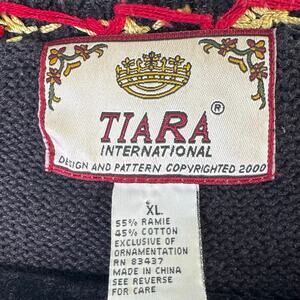 TIARA ®
INTERNATIONAL
DESIGN AND PATTERN COPYRIGHTED 2000
XL
55% RAMIE
45% COTTON
EXCLUSIVE OF
ORNAMENTATION
RN 83437
MADE IN CHINA
SEE REVERSE
FOR CARE